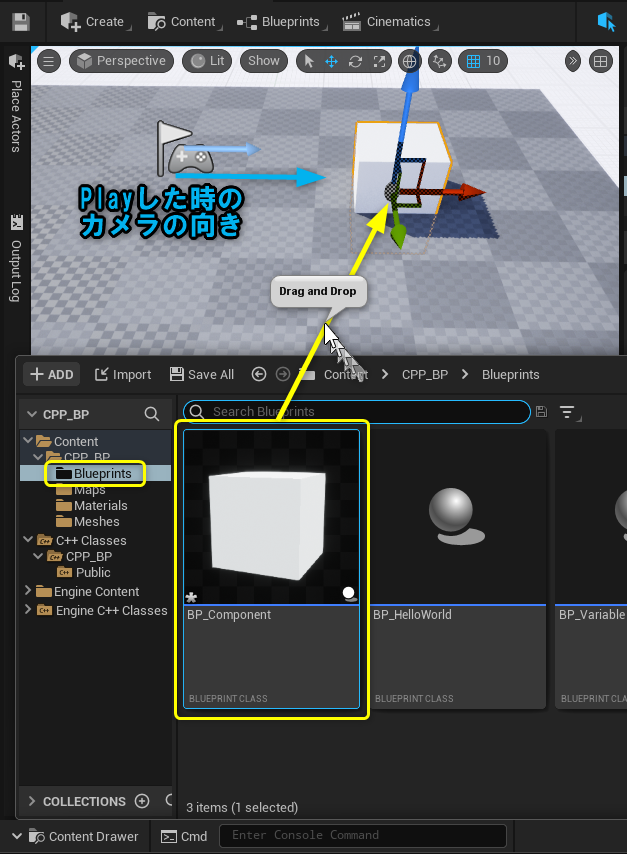 Create
Content
Blueprints
Cinematics
Perspective
Lit
Show
10
Place Actors
Output Log
Playした時の
カメラの向き
Drag and Drop
ADD
Import
Save All
Content
CPP_BP
Blueprints
CPP_BP
Search Blueprints
Content
CPP_BP
Blueprints
Maps
Materials
Meshes
C++ Classes
CPP_BP
Public
Engine Content
Engine C++ Classes
BP_Component
BLUEPRINT CLASS
BP_HelloWorld
BLUEPRINT CLASS
BP_Variable
BLUEPRINT CLAS
COLLECTIONS
3 items (1 selected)
Content Drawer
Cmd
Enter Console Command